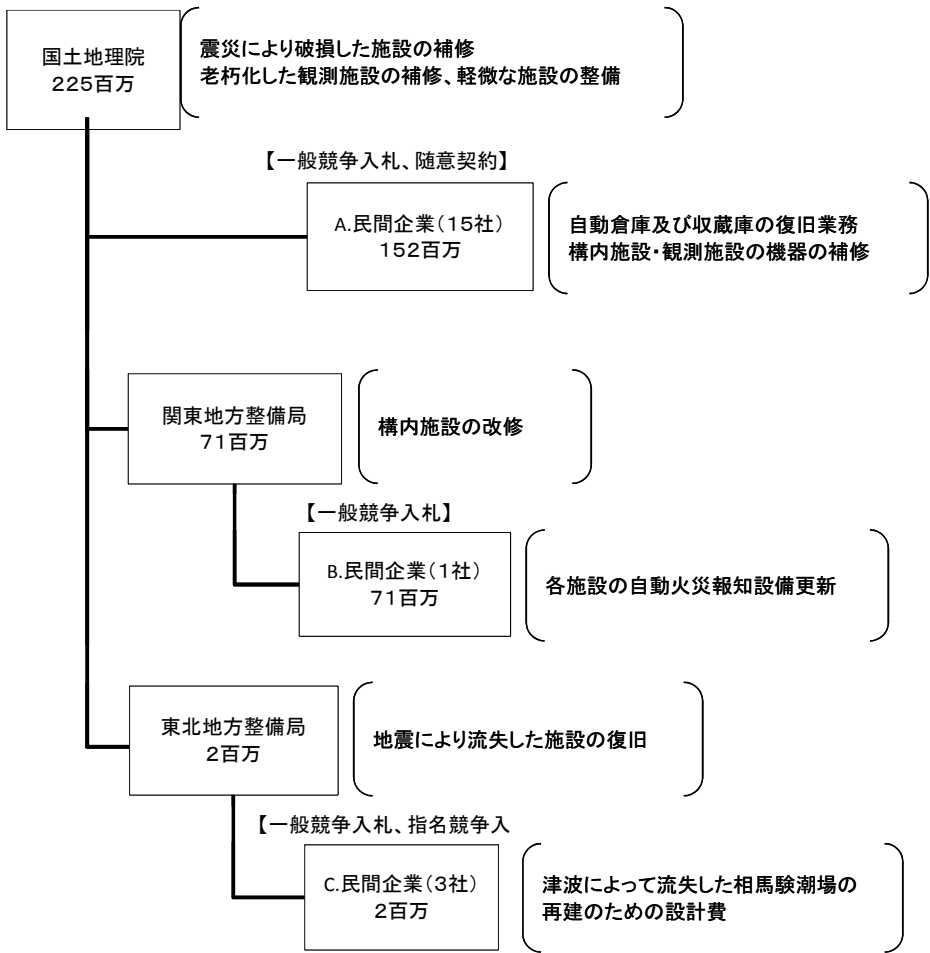 国土地理院
225百万
震災により破損した施設の補修
老朽化した観測施設の補修、軽微な施設の整備
【一般競争入札、随意契約】
A.民間企業（15社）
152百万
自動倉庫及び収蔵庫の復旧業務
構内施設・観測施設の機器の補修
関東地方整備局
71百万
構内施設の改修
【一般競争入札】
B.民間企業（1社）
71百万
各施設の自動火災報知設備更新
東北地方整備局
2百万
地震により流失した施設の復旧
【一般競争入札、指名競争入
C.民間企業（3社）
2百万
津波によって流失した相馬験潮場の
再建のための設計費